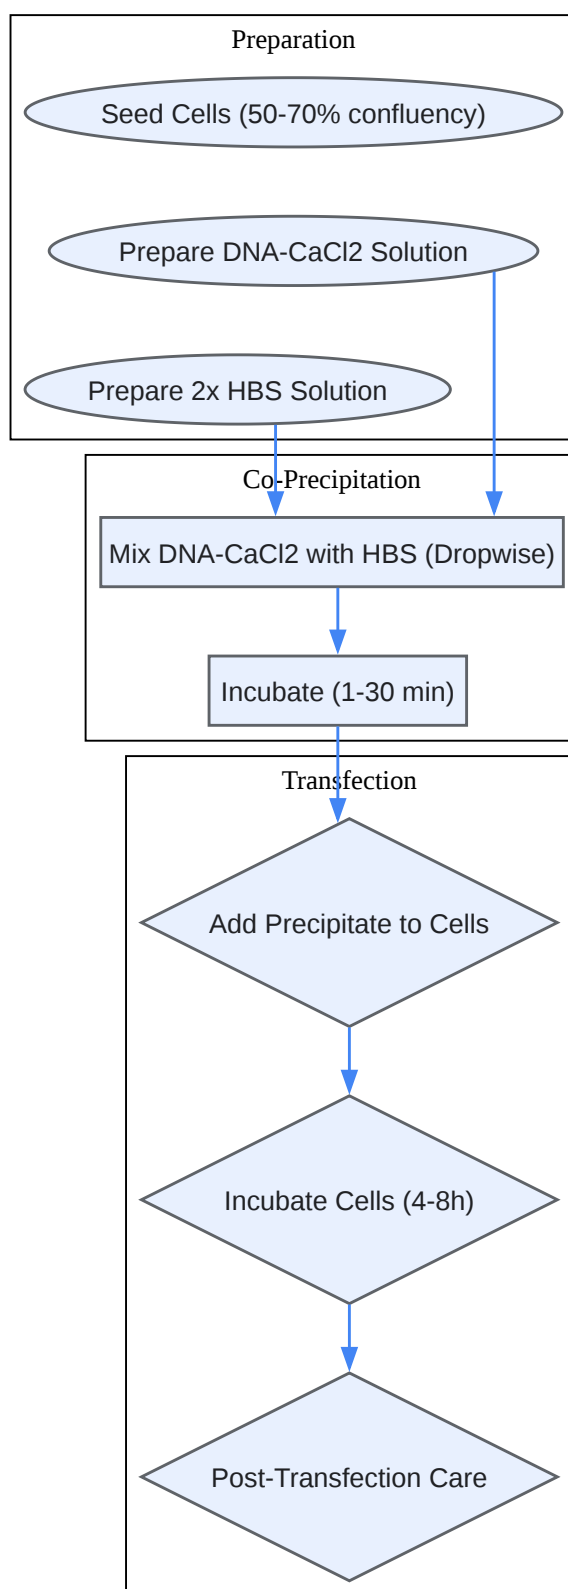 Preparation
Seed Cells (50-70% confluency)
Prepare DNA-CaCl2 Solution
Prepare 2x HBS Solution
Co-Precipitation
Mix DNA-CaCl2 with HBS (Dropwise)
Incubate (1-30 min)
Transfection
Add Precipitate to Cells
Incubate Cells (4-8h)
Post-Transfection Care